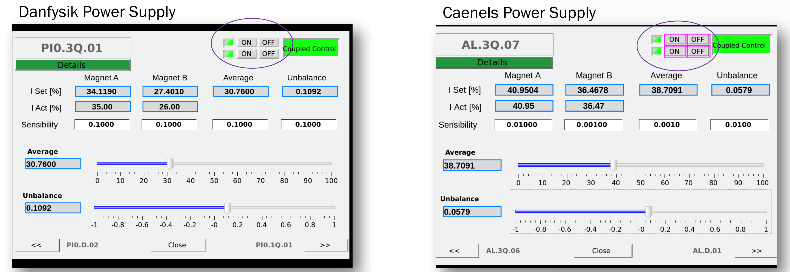 Danfysik Power Supply
PI0.3Q.01
ON OFF
ON OFF
Coupled Control
Details
Magnet A Magnet B Average Unbalance
I Set [%] 34.1190 27.4010 30.7600 0.1092
I Act [%] 35.00 26.00
Sensibility 0.1000 0.1000 0.1000 0.1000
Average
30.7600
0 10 20 30 40 50 60 70 80 90 100
Unbalance
0.1092
-1 -0.8 -0.6 -0.4 -0.2 -0 0.2 0.4 0.6 0.8 1
<< PI0.D.02 Close PI0.1Q.01 >>
Caenels Power Supply
AL.3Q.07
ON OFF
ON OFF
Coupled Control
Details
Magnet A Magnet B Average Unbalance
I Set [%] 40.9504 36.4678 38.7091 0.0579
I Act [%] 40.95 36.47
Sensibility 0.01000 0.00100 0.0010 0.0100
Average
38.7091
0 10 20 30 40 50 60 70 80 90 100
Unbalance
0.0579
-1 -0.8 -0.6 -0.4 -0.2 -0 0.2 0.4 0.6 0.8 1
<< AL.3Q.06 Close AL.D.01 >>